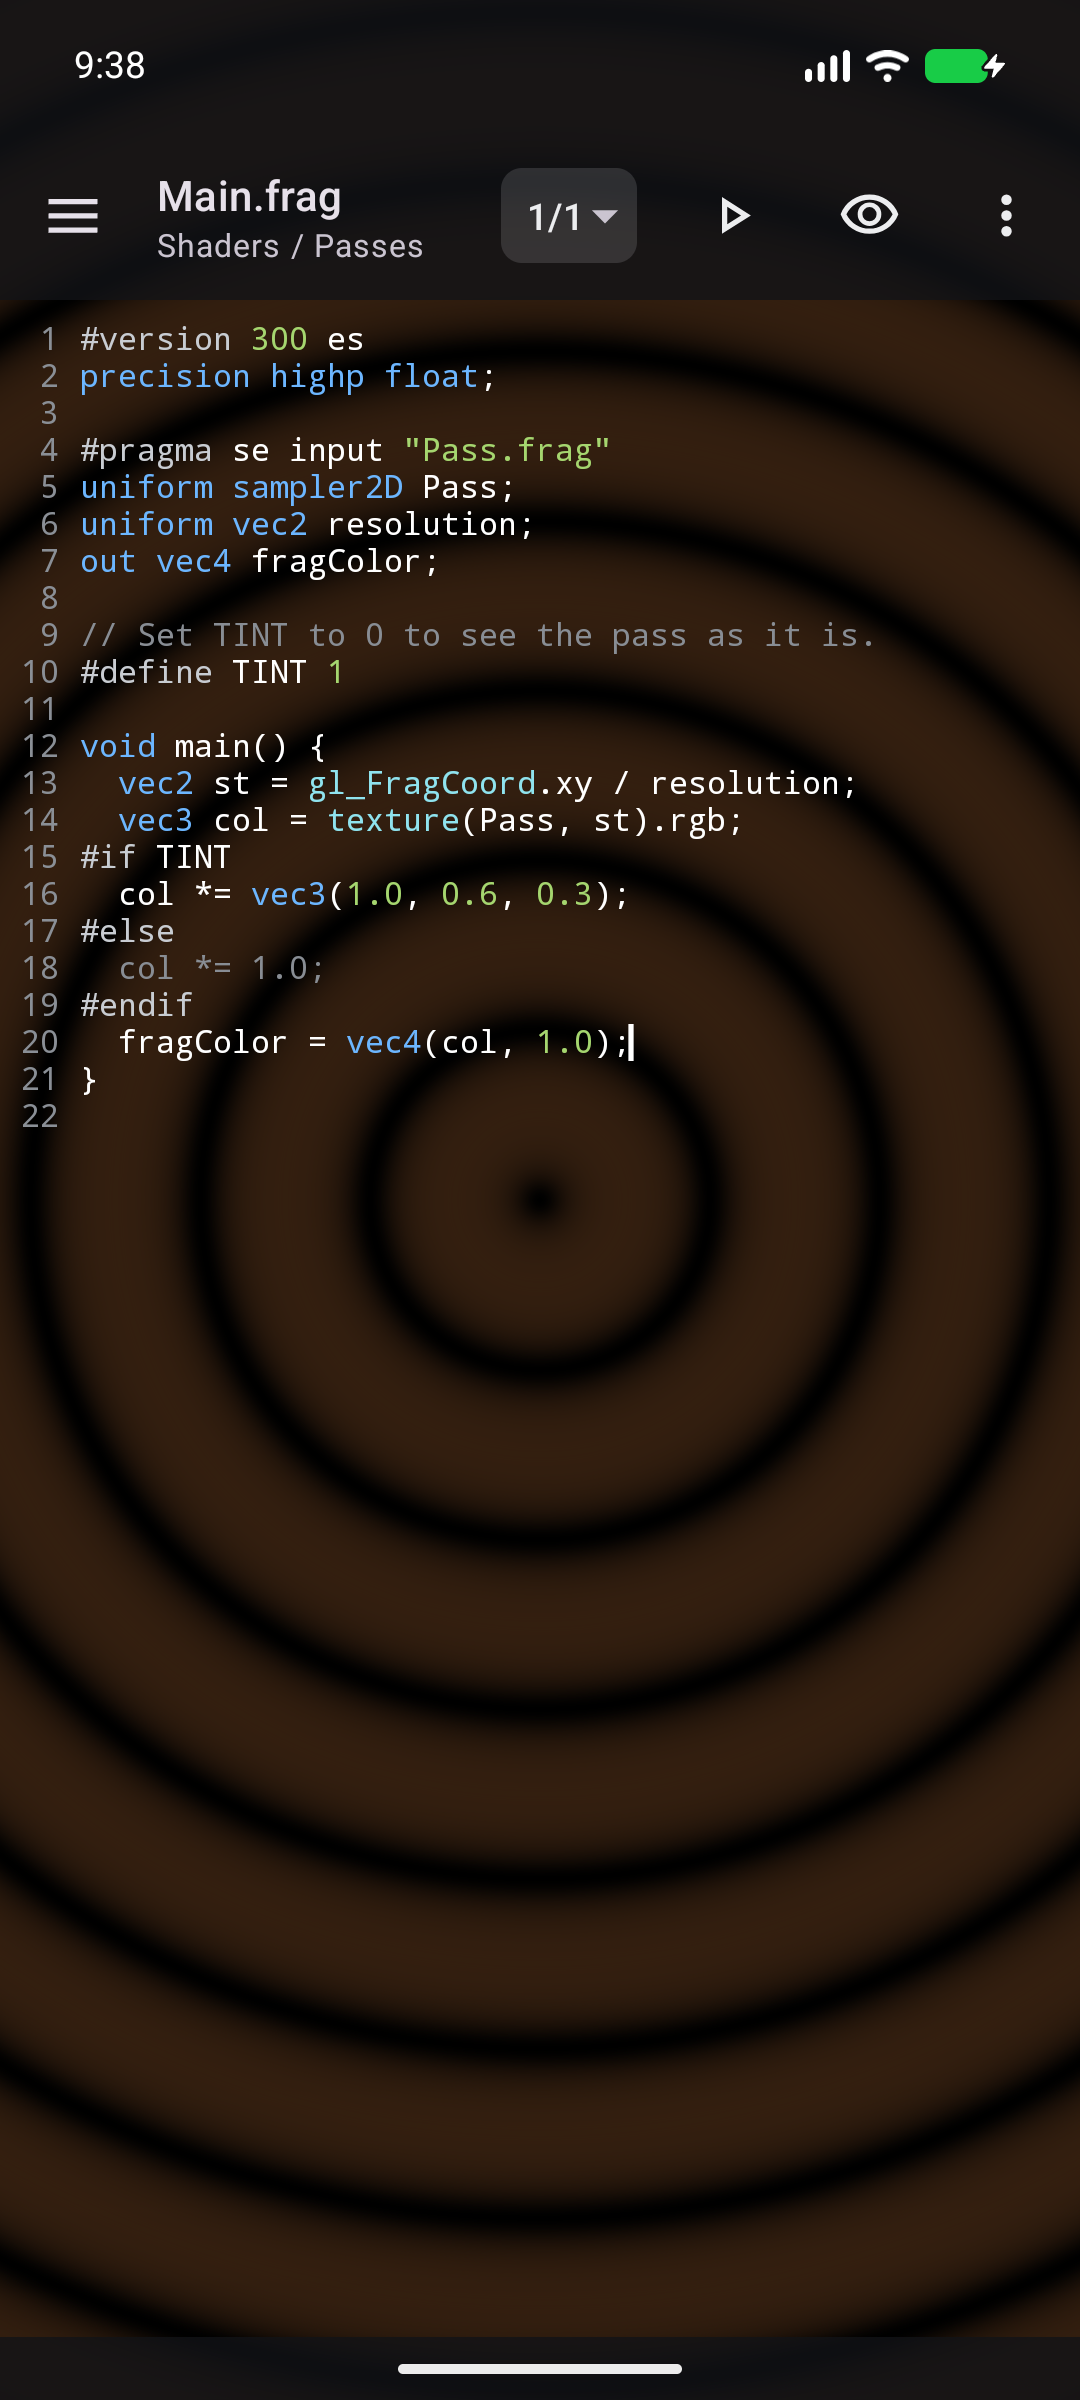 9:38
Main.frag
Shaders / Passes
1/1
1 #version 300 es
2 precision highp float;
3
4 #pragma se input "Pass.frag"
5 uniform sampler2D Pass;
6 uniform vec2 resolution;
7 out vec4 fragColor;
8
9 // Set TINT to 0 to see the pass as it is.
10 #define TINT 1
11
12 void main() {
13   vec2 st = gl_FragCoord.xy / resolution;
14   vec3 col = texture(Pass, st).rgb;
15 #if TINT
16   col *= vec3(1.0, 0.6, 0.3);
17 #else
18   col *= 1.0;
19 #endif
20   fragColor = vec4(col, 1.0);
21 }
22